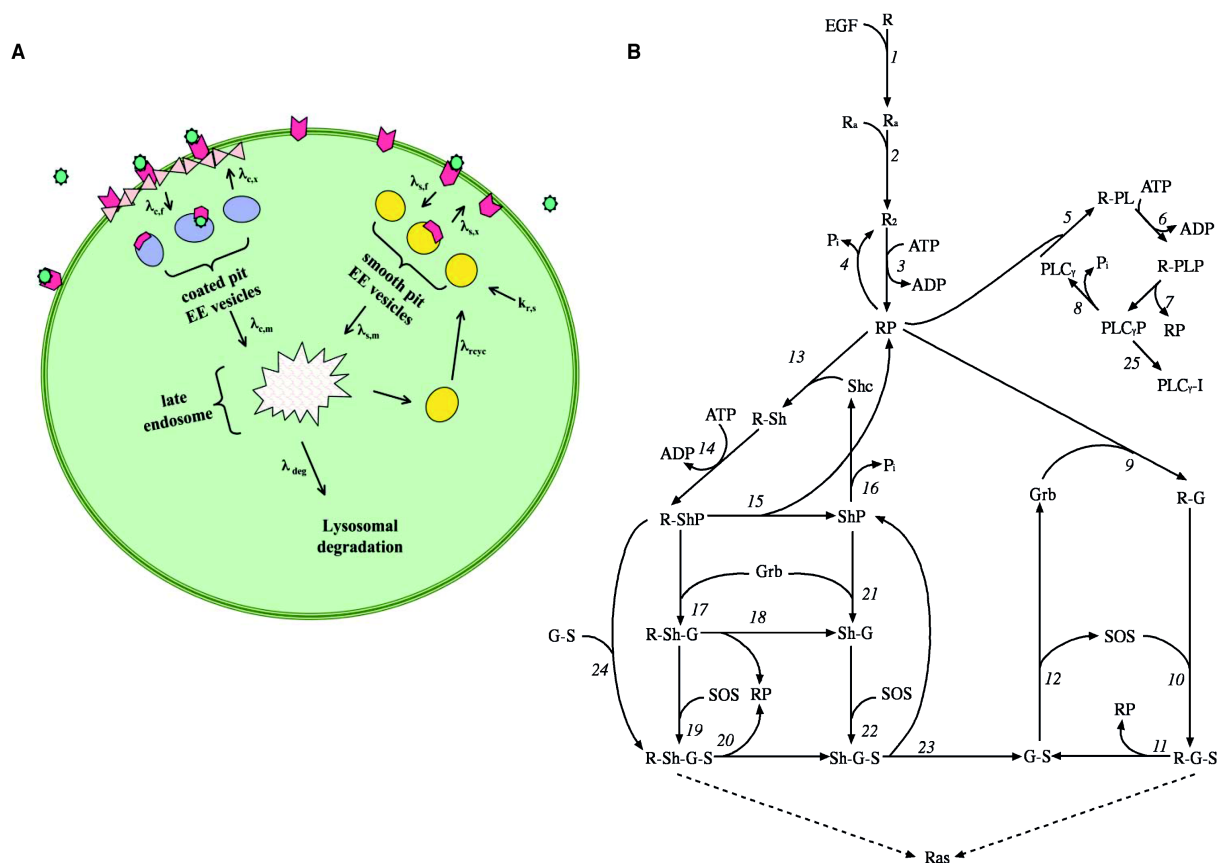 A
λc,x
λc,f
λs,f
λs,x
coated pit
EE vesicles
smooth pit
EE vesicles
kr,s
λc,m
λs,m
λrcyc
late
endosome
λdeg
Lysosomal
degradation
B
EGF
R
1
Ra
Ra
2
R2
Pi
4
3
ATP
ADP
RP
5
R-PL
ATP
6
ADP
PLCγ
Pi
R-PLP
8
7
PLCγP
RP
25
PLCγ-I
13
Shc
R-Sh
ATP
ADP
14
Pi
16
15
R-ShP
ShP
9
Grb
R-G
Grb
17
21
18
G-S
R-Sh-G
Sh-G
24
SOS
RP
SOS
19
20
22
12
SOS
10
RP
11
R-Sh-G-S
Sh-G-S
23
G-S
R-G-S
Ras